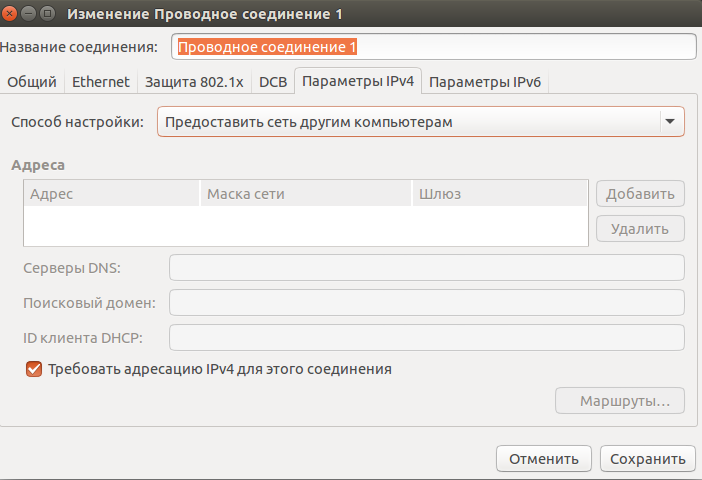 Изменение Проводное соединение 1
Название соединения: Проводное соединение 1
Общий Ethernet Защита 802.1x DCB Параметры IPv4 Параметры IPv6
Способ настройки: Предоставить сеть другим компьютерам
Адреса
Адрес Маска сети Шлюз Добавить
Удалить
Серверы DNS:
Поисковый домен:
ID клиента DHCP:
Требовать адресацию IPv4 для этого соединения
Маршруты...
Отменить Сохранить